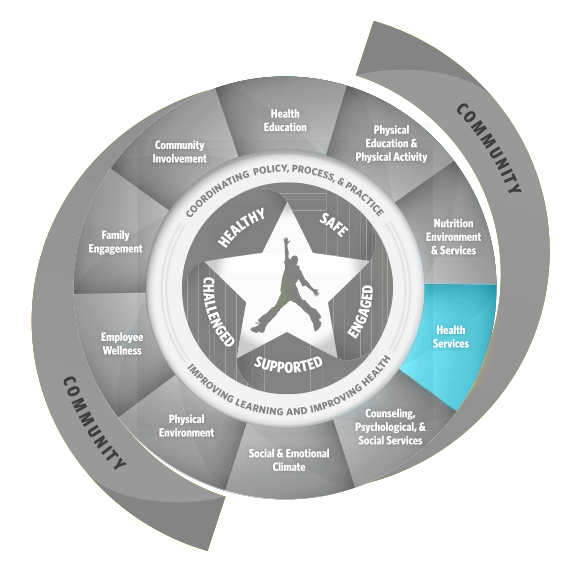 COMMUNITY
Health
Education
Physical
Education &
Physical Activity
Nutrition
Environment
& Services
Health
Services
Counseling,
Psychological, &
Social Services
Social & Emotional
Climate
Physical
Environment
Employee
Wellness
Family
Engagement
Community
Involvement
COORDINATING POLICY, PROCESS, & PRACTICE
IMPROVING LEARNING AND IMPROVING HEALTH
HEALTHY
SAFE
ENGAGED
SUPPORTED
CHALLENGED
COMMUNITY